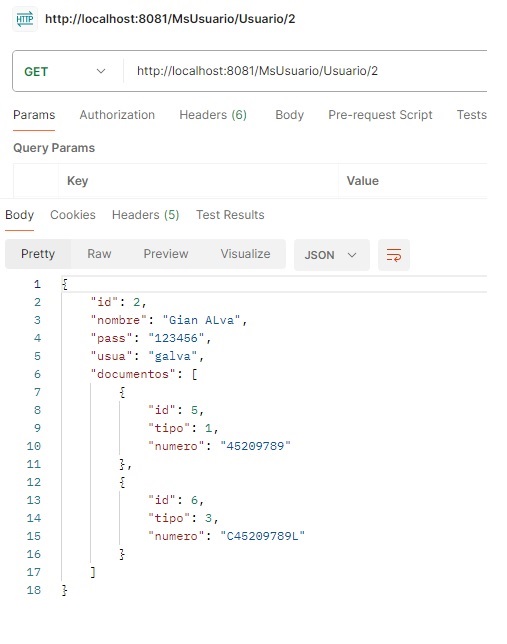 HTTP http://localhost:8081/MsUsuario/Usuario/2
GET http://localhost:8081/MsUsuario/Usuario/2
Params Authorization Headers (6) Body Pre-request Script Tests
Query Params
Key Value
Body Cookies Headers (5) Test Results
Pretty Raw Preview Visualize JSON
1 {
2 "id": 2,
3 "nombre": "Gian ALva",
4 "pass": "123456",
5 "usua": "galva",
6 "documentos": [
7 {
8 "id": 5,
9 "tipo": 1,
10 "numero": "45209789"
11 },
12 {
13 "id": 6,
14 "tipo": 3,
15 "numero": "C45209789L"
16 }
17 ]
18 }